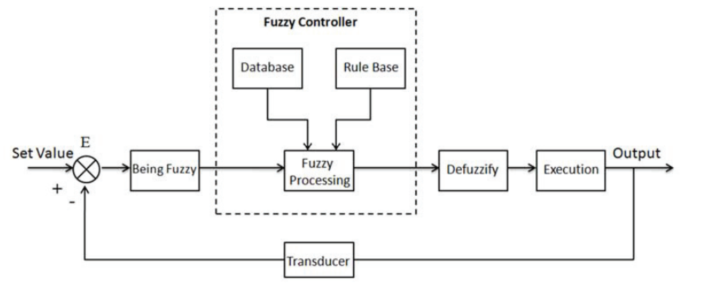 Fuzzy Controller
Database
Rule Base
E
Set Value
+
-
Being Fuzzy
Fuzzy
Processing
Defuzzify
Execution
Output
Transducer